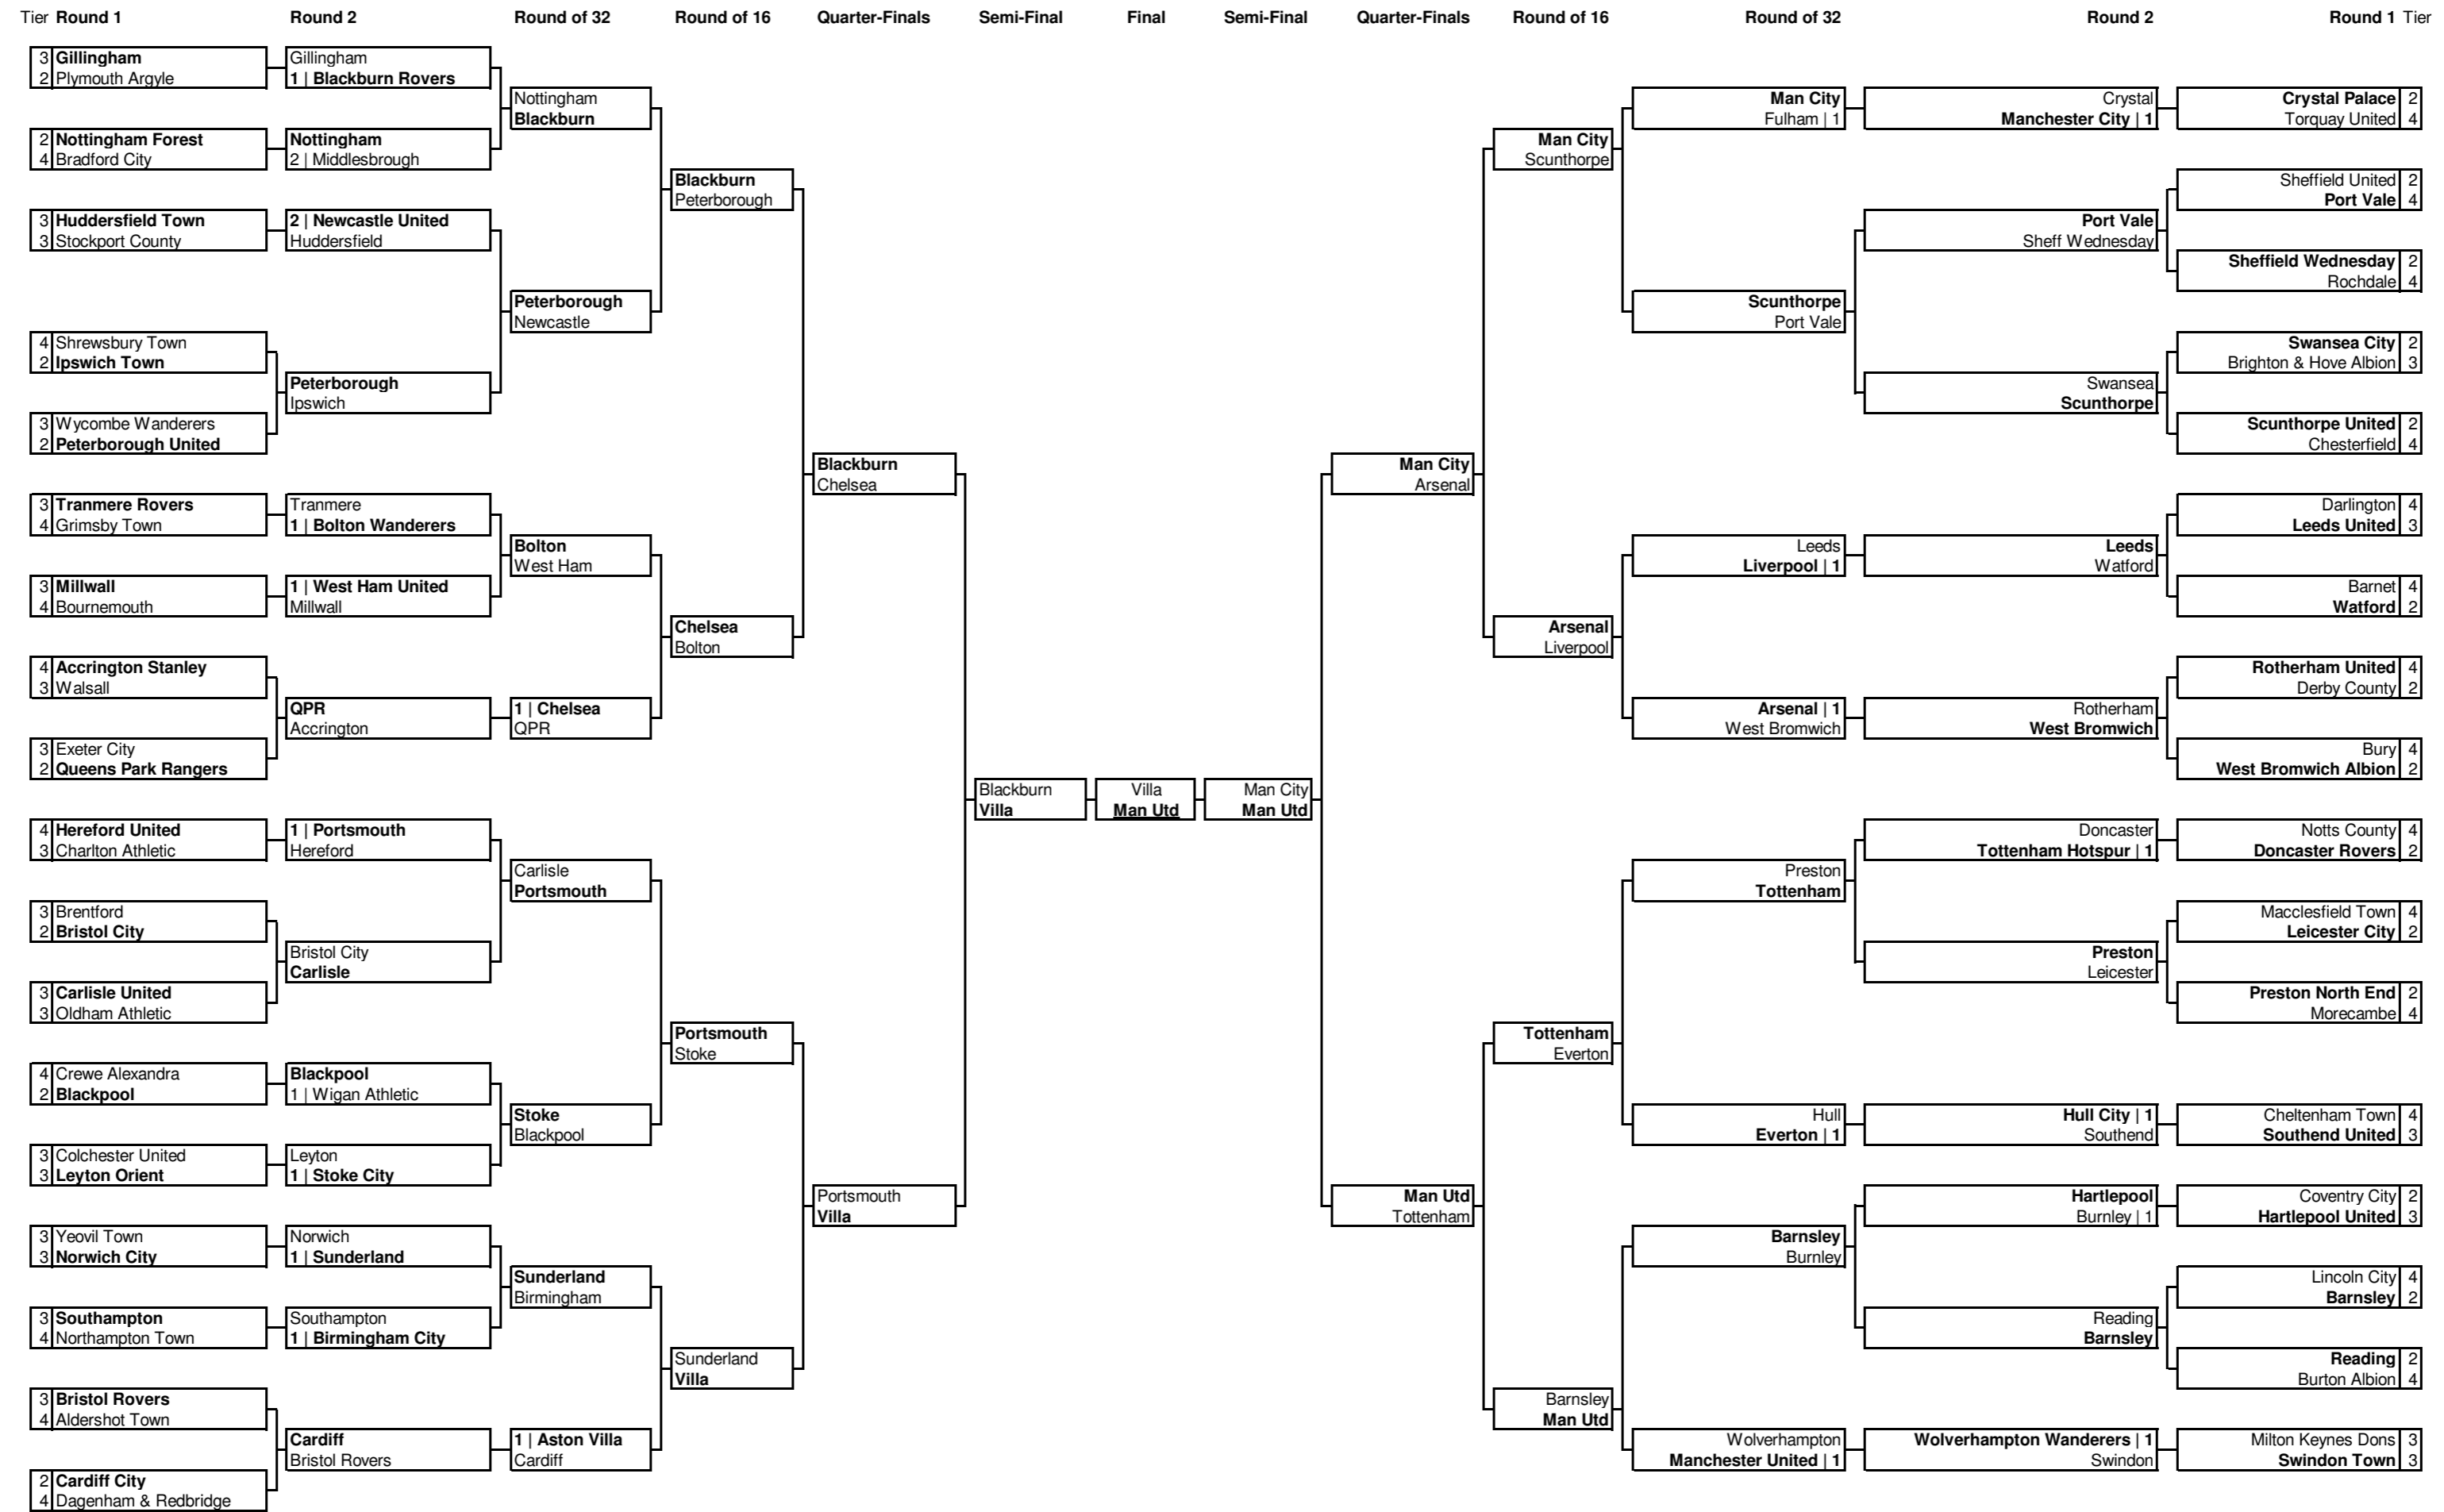 Tier Round 1 Round 2 Round of 32 Round of 16 Quarter-Finals Semi-Final Final Semi-Final Quarter-Finals Round of 16 Round of 32 Round 2 Round 1 Tier
3 Gillingham Gillingham
2 Plymouth Argyle 1 | Blackburn Rovers
Nottingham Man City Crystal Crystal Palace 2
Blackburn Fulham | 1 Manchester City | 1 Torquay United 4
2 Nottingham Forest Nottingham Man City
4 Bradford City 2 | Middlesbrough Scunthorpe
Blackburn Sheffield United 2
Peterborough Port Vale 4
3 Huddersfield Town 2 | Newcastle United Port Vale
3 Stockport County Huddersfield Sheff Wednesday
Sheffield Wednesday 2
Rochdale 4
Peterborough Scunthorpe
Newcastle Port Vale
4 Shrewsbury Town Swansea City 2
2 Ipswich Town Brighton & Hove Albion 3
Peterborough Swansea
Ipswich Scunthorpe
3 Wycombe Wanderers Scunthorpe United 2
2 Peterborough United Chesterfield 4
Blackburn Man City
Chelsea Arsenal
3 Tranmere Rovers Tranmere Darlington 4
4 Grimsby Town 1 | Bolton Wanderers Leeds United 3
Bolton Leeds Leeds
West Ham Liverpool | 1 Watford
3 Millwall 1 | West Ham United Barnet 4
4 Bournemouth Millwall Watford 2
Chelsea Arsenal
Bolton Liverpool
4 Accrington Stanley Rotherham United 4
3 Walsall Derby County 2
QPR 1 | Chelsea Arsenal | 1 Rotherham
Accrington QPR West Bromwich West Bromwich
3 Exeter City Bury 4
2 Queens Park Rangers West Bromwich Albion 2
Blackburn Villa Man City
Villa Man Utd Man Utd
4 Hereford United 1 | Portsmouth Doncaster Notts County 4
3 Charlton Athletic Hereford Tottenham Hotspur | 1 Doncaster Rovers 2
Carlisle Preston
Portsmouth Tottenham
3 Brentford Macclesfield Town 4
2 Bristol City Leicester City 2
Bristol City Preston
Carlisle Leicester
3 Carlisle United Preston North End 2
3 Oldham Athletic Morecambe 4
Portsmouth Tottenham
Stoke Everton
4 Crewe Alexandra Blackpool
2 Blackpool 1 | Wigan Athletic
Stoke Hull Hull City | 1 Cheltenham Town 4
Blackpool Everton | 1 Southend Southend United 3
3 Colchester United Leyton
3 Leyton Orient 1 | Stoke City
Portsmouth Man Utd Hartlepool Coventry City 2
Villa Tottenham Burnley | 1 Hartlepool United 3
3 Yeovil Town Norwich Barnsley
3 Norwich City 1 | Sunderland Burnley
Sunderland Lincoln City 4
Birmingham Barnsley 2
3 Southampton Southampton Reading
4 Northampton Town 1 | Birmingham City Barnsley
Sunderland Reading 2
Villa Burton Albion 4
3 Bristol Rovers Barnsley
4 Aldershot Town Man Utd
Cardiff 1 | Aston Villa Wolverhampton Wolverhampton Wanderers | 1 Milton Keynes Dons 3
Bristol Rovers Cardiff Manchester United | 1 Swindon Swindon Town 3
2 Cardiff City
4 Dagenham & Redbridge